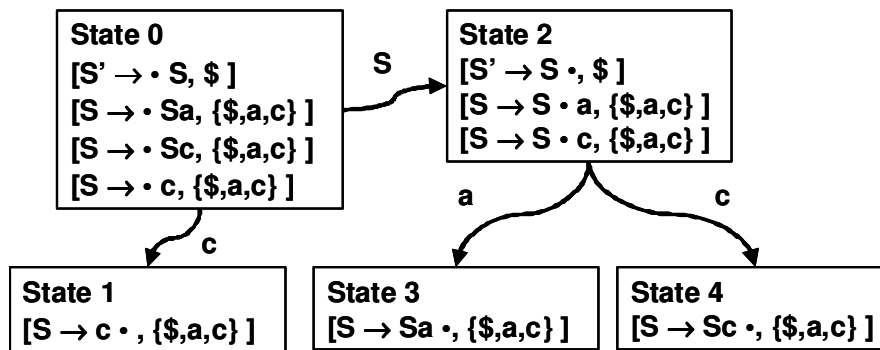 State 0
[S’ → • S, $ ]
[S → • Sa, {$,a,c} ]
[S → • Sc, {$,a,c} ]
[S → • c, {$,a,c} ]
S
State 2
[S’ → S •, $ ]
[S → S • a, {$,a,c} ]
[S → S • c, {$,a,c} ]
c
a
c
State 1
[S → c • , {$,a,c} ]
State 3
[S → Sa •, {$,a,c} ]
State 4
[S → Sc •, {$,a,c} ]